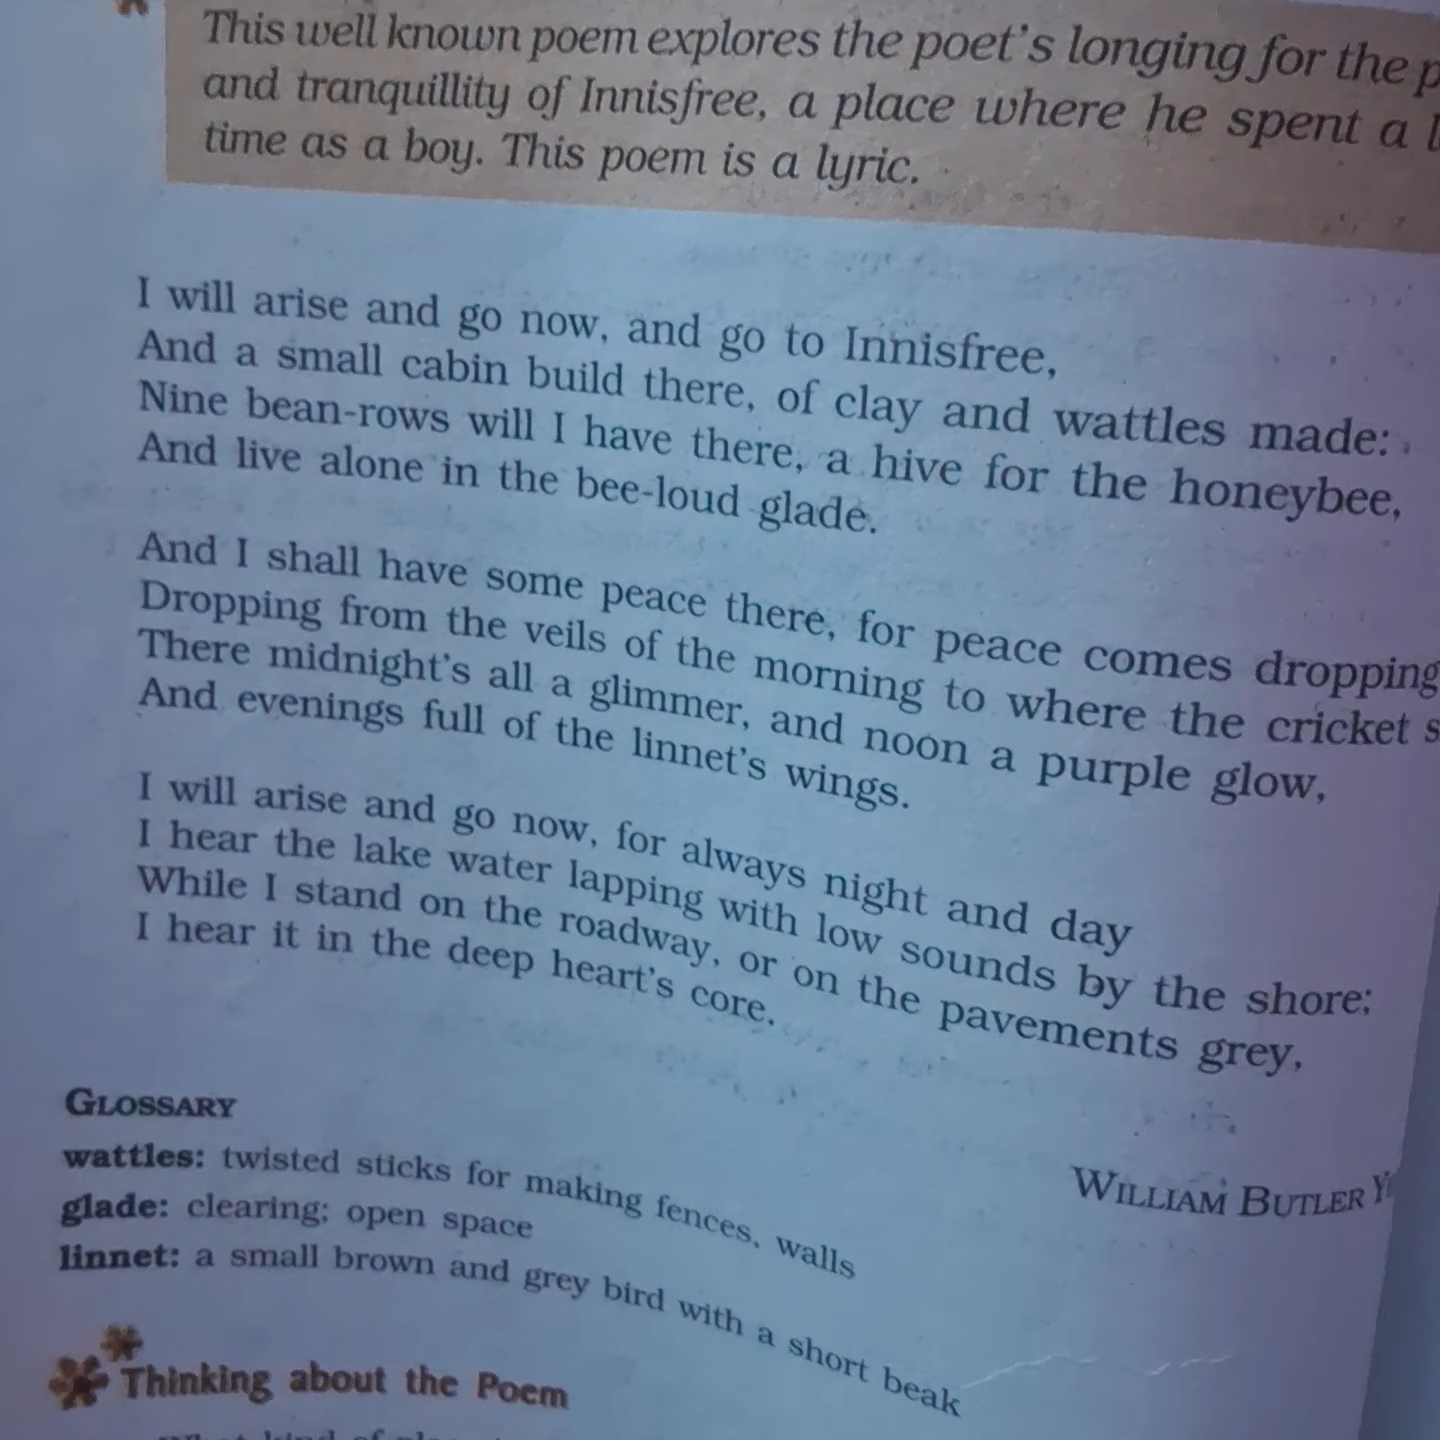 This well known poem explores the poet's longing for the
and tranquillity of Innisfree, a place where he spent a
time as a boy. This poem is a lyric.
I will arise and go now, and go to Innisfree,
And a small cabin build there, of clay and wattles made:
Nine bean-rows will I have there, a hive for the honeybee,
And live alone in the bee-loud glade.
And I shall have some peace there, for peace comes dropping
Dropping from the veils of the morning to where the cricket
There midnight's all a glimmer, and noon a purple glow,
And evenings full of the linnet's wings.
I will arise and go now, for always night and day
I hear the lake water lapping with low sounds by the shore;
While I stand on the roadway, or on the pavements grey,
I hear it in the deep heart's core.
WILLIAM BUTLER
GLOSSARY
wattles: twisted sticks for making fences, walls
glade: clearing; open space
linnet: a small brown and grey bird with a short beak
Thinking about the Poem